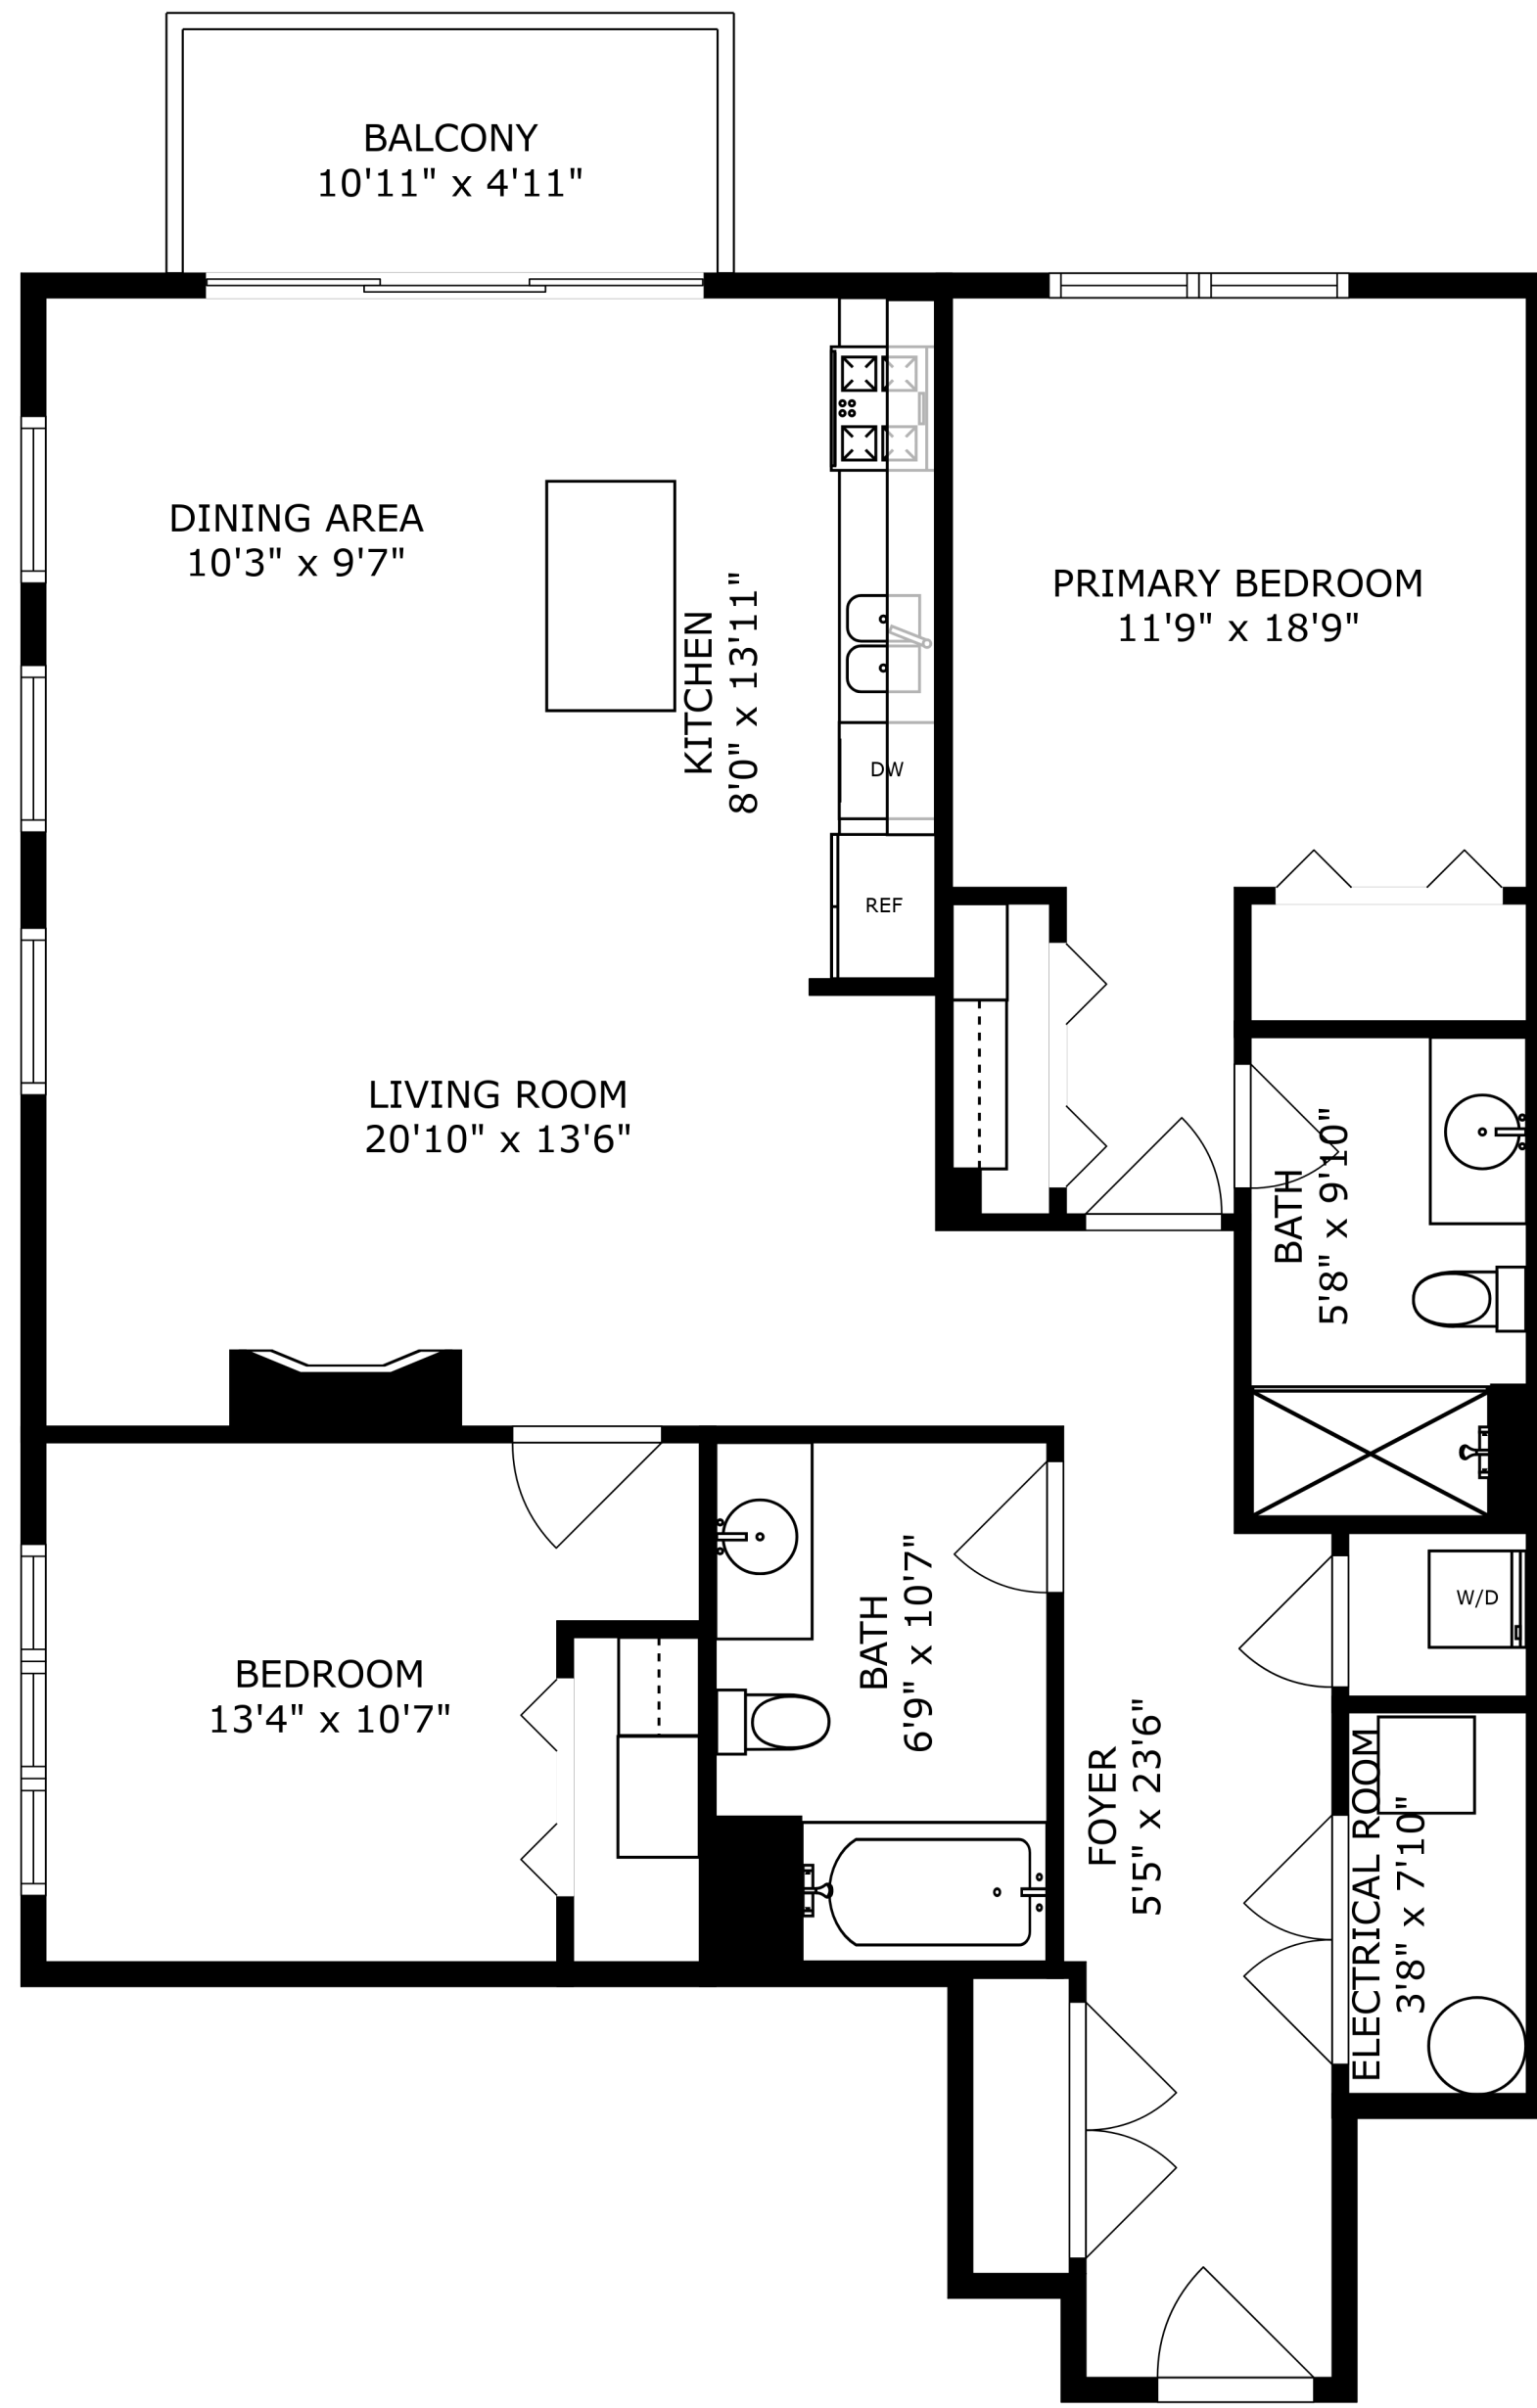 BALCONY
10'11" x 4'11"
DINING AREA
10'3" x 9'7"
KITCHEN
8'0" x 13'11"
PRIMARY BEDROOM
11'9" x 18'9"
DW
REF
LIVING ROOM
20'10" x 13'6"
BATH
5'8" x 9'10"
BEDROOM
13'4" x 10'7"
BATH
6'9" x 10'7"
W/D
FOYER
5'5" x 23'6"
ELECTRICAL ROOM
3'8" x 7'10"